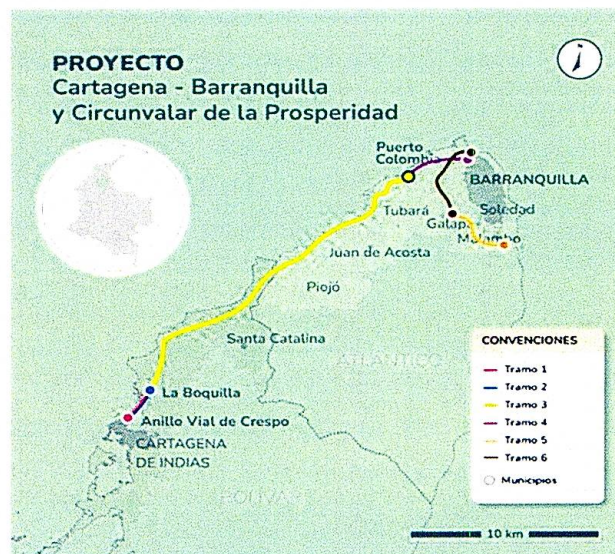 PROYECTO
Cartagena - Barranquilla
y Circunvalar de la Prosperidad
Puerto
Colombia
BARRANQUILLA
Tubará
Soledad
Galapa
Malambo
Juan de Acosta
Piojó
Santa Catalina
ATLÁNTICO
La Boquilla
Anillo Vial de Crespo
CARTAGENA
DE INDIAS
BOLÍVAR
CONVENCIONES
Tramo 1
Tramo 2
Tramo 3
Tramo 4
Tramo 5
Tramo 6
Municipios
10 km